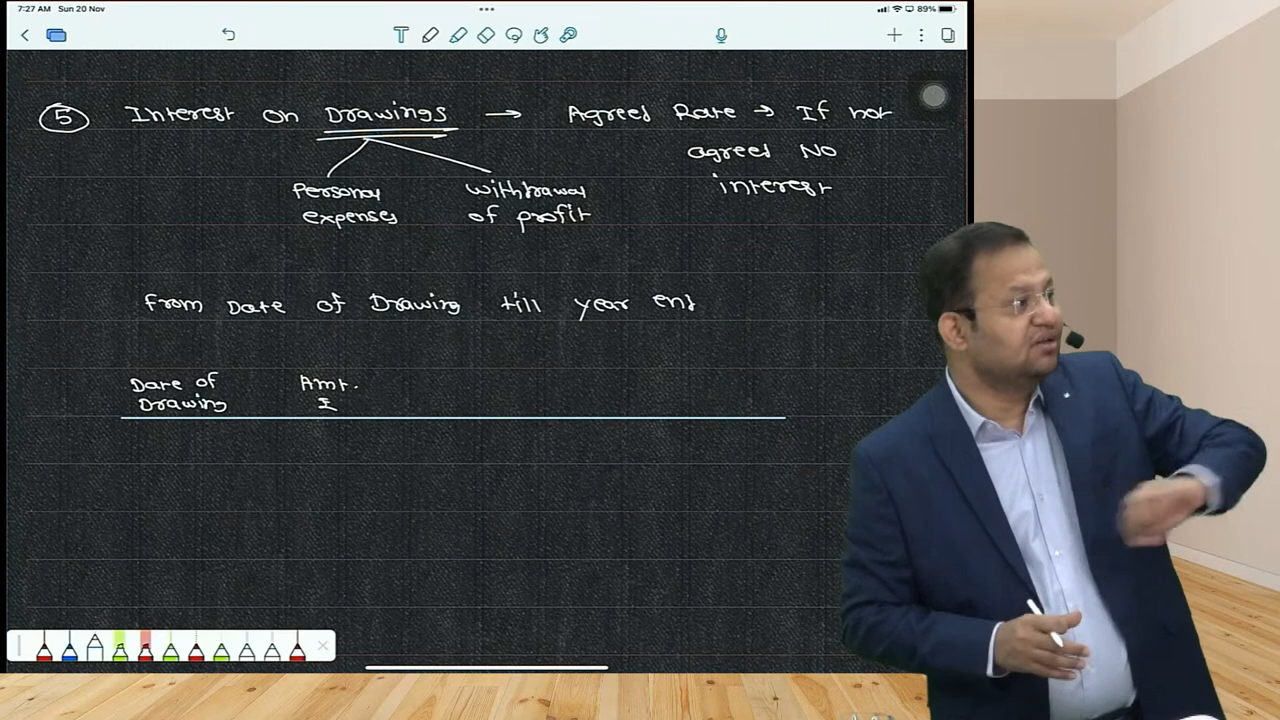 7:27 AM Sun 20 Nov
89%
5 Interest on Drawings → Agreed Rate → If not
agreed No
interest
Personal expenses
withdrawal of profit
From Date of Drawing till year end
Date of Drawing
Amt.